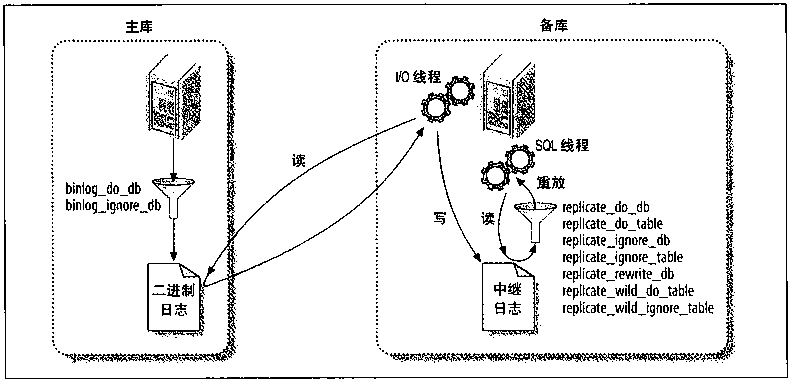 主库
备库
I/O 线程
SQL 线程
读
重放
binlog_do_db
binlog_ignore_db
写
读
replicate_do_db
replicate_do_table
replicate_ignore_db
replicate_ignore_table
replicate_rewrite_db
replicate_wild_do_table
replicate_wild_ignore_table
二进制
日志
中继
日志